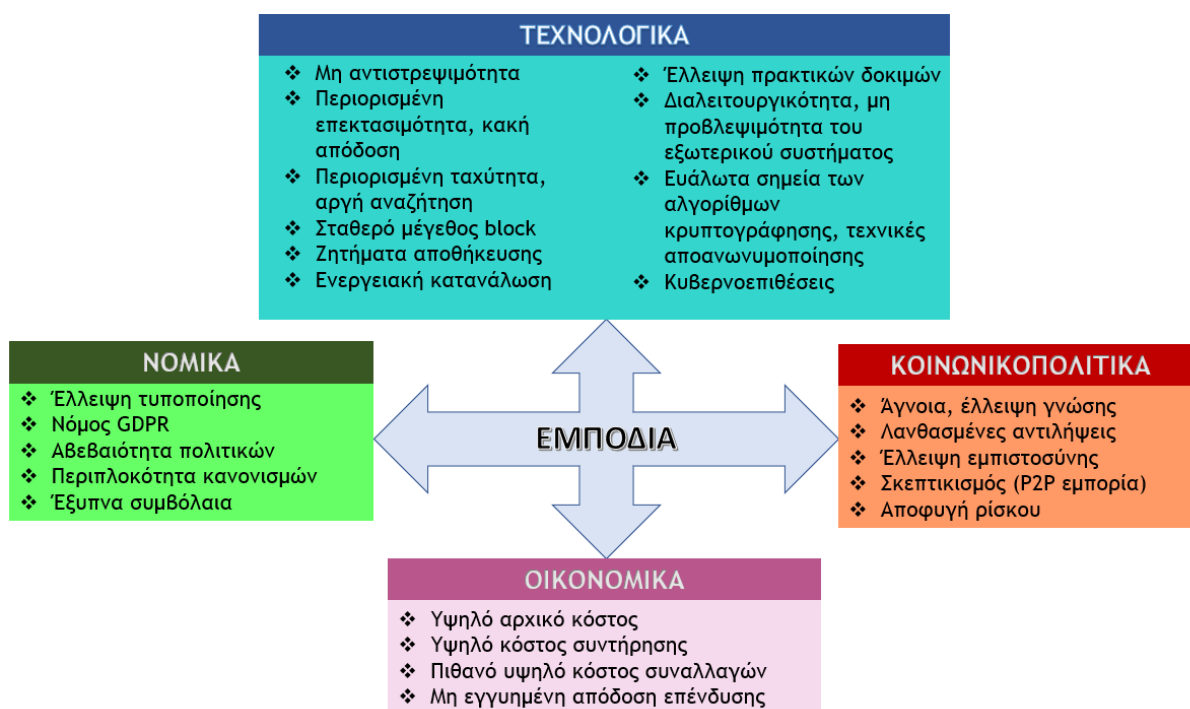 ΤΕΧΝΟΛΟΓΙΚΑ
❖ Μη αντιστρεψιμότητα
❖ Περιορισμένη
επεκτασιμότητα, κακή
απόδοση
❖ Περιορισμένη ταχύτητα,
αργή αναζήτηση
❖ Σταθερό μέγεθος block
❖ Ζητήματα αποθήκευσης
❖ Ενεργειακή κατανάλωση
❖ Έλλειψη πρακτικών δοκιμών
❖ Διαλειτουργικότητα, μη
προβλεψιμότητα του
εξωτερικού συστήματος
❖ Ευάλωτα σημεία των
αλγορίθμων
κρυπτογράφησης, τεχνικές
αποανωνυμοποίησης
❖ Κυβερνοεπιθέσεις
ΝΟΜΙΚΑ
❖ Έλλειψη τυποποίησης
❖ Νόμος GDPR
❖ Αβεβαιότητα πολιτικών
❖ Περιπλοκότητα κανονισμών
❖ Έξυπνα συμβόλαια
ΕΜΠΟΔΙΑ
ΚΟΙΝΩΝΙΚΟΠΟΛΙΤΙΚΑ
❖ Άγνοια, έλλειψη γνώσης
❖ Λανθασμένες αντιλήψεις
❖ Έλλειψη εμπιστοσύνης
❖ Σκεπτικισμός (P2P εμπορία)
❖ Αποφυγή ρίσκου
ΟΙΚΟΝΟΜΙΚΑ
❖ Υψηλό αρχικό κόστος
❖ Υψηλό κόστος συντήρησης
❖ Πιθανό υψηλό κόστος συναλλαγών
❖ Μη εγγυημένη απόδοση επένδυσης